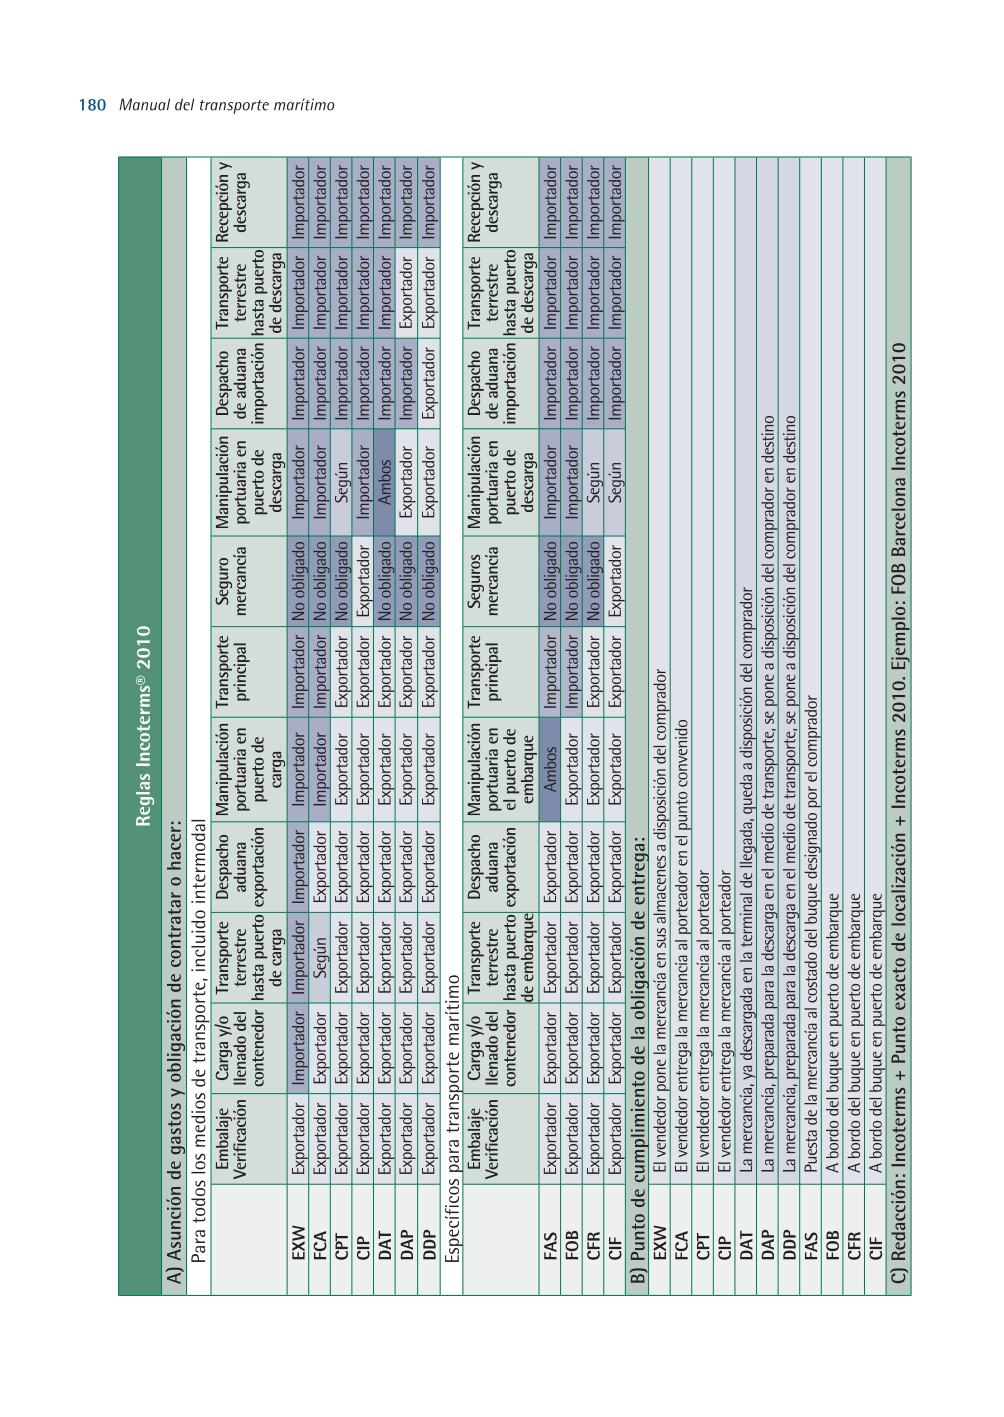 180 Manual del transporte marítimo
Reglas Incoterms® 2010
A) Asunción de gastos y obligación de contratar o hacer:
Para todos los medios de transporte, incluido intermodal
Embalaje Verificación | Carga y/o llenado del contenedor | Transporte terrestre hasta puerto de carga | Despacho aduana exportación | Manipulación portuaria en puerto de carga | Transporte principal | Seguro mercancía | Manipulación portuaria en puerto de descarga | Despacho de aduana importación | Transporte terrestre hasta puerto de descarga | Recepción y descarga
EXW Exportador Importador Importador Importador Importador Importador No obligado Importador Importador Importador Importador
FCA Exportador Exportador Según Exportador Importador Importador No obligado Importador Importador Importador Importador
CPT Exportador Exportador Exportador Exportador Exportador Exportador No obligado Según Importador Importador Importador
CIP Exportador Exportador Exportador Exportador Exportador Exportador Exportador Importador Importador Importador Importador
DAT Exportador Exportador Exportador Exportador Exportador Exportador No obligado Ambos Importador Importador Importador
DAP Exportador Exportador Exportador Exportador Exportador Exportador No obligado Exportador Importador Exportador Importador
DDP Exportador Exportador Exportador Exportador Exportador Exportador No obligado Exportador Exportador Exportador Importador
Específicos para transporte marítimo
Embalaje Verificación | Carga y/o llenado del contenedor | Transporte terrestre hasta puerto de embarque | Despacho aduana exportación | Manipulación portuaria en el puerto de embarque | Transporte principal | Seguros mercancía | Manipulación portuaria en puerto de descarga | Despacho de aduana importación | Transporte terrestre hasta puerto de descarga | Recepción y descarga
FAS Exportador Exportador Exportador Exportador Ambos Importador No obligado Importador Importador Importador Importador
FOB Exportador Exportador Exportador Exportador Exportador Importador No obligado Importador Importador Importador Importador
CFR Exportador Exportador Exportador Exportador Exportador Exportador No obligado Según Importador Importador Importador
CIF Exportador Exportador Exportador Exportador Exportador Exportador Exportador Según Importador Importador Importador
B) Punto de cumplimiento de la obligación de entrega:
EXW El vendedor pone la mercancía en sus almacenes a disposición del comprador
FCA El vendedor entrega la mercancía al porteador en el punto convenido
CPT El vendedor entrega la mercancía al porteador
CIP El vendedor entrega la mercancía al porteador
DAT La mercancía, ya descargada en la terminal de llegada, queda a disposición del comprador
DAP La mercancía, preparada para la descarga en el medio de transporte, se pone a disposición del comprador en destino
DDP La mercancía, preparada para la descarga en el medio de transporte, se pone a disposición del comprador en destino
FAS Puesta de la mercancía al costado del buque designado por el comprador
FOB A bordo del buque en puerto de embarque
CFR A bordo del buque en puerto de embarque
CIF A bordo del buque en puerto de embarque
C) Redacción: Incoterms + Punto exacto de localización + Incoterms 2010. Ejemplo: FOB Barcelona Incoterms 2010